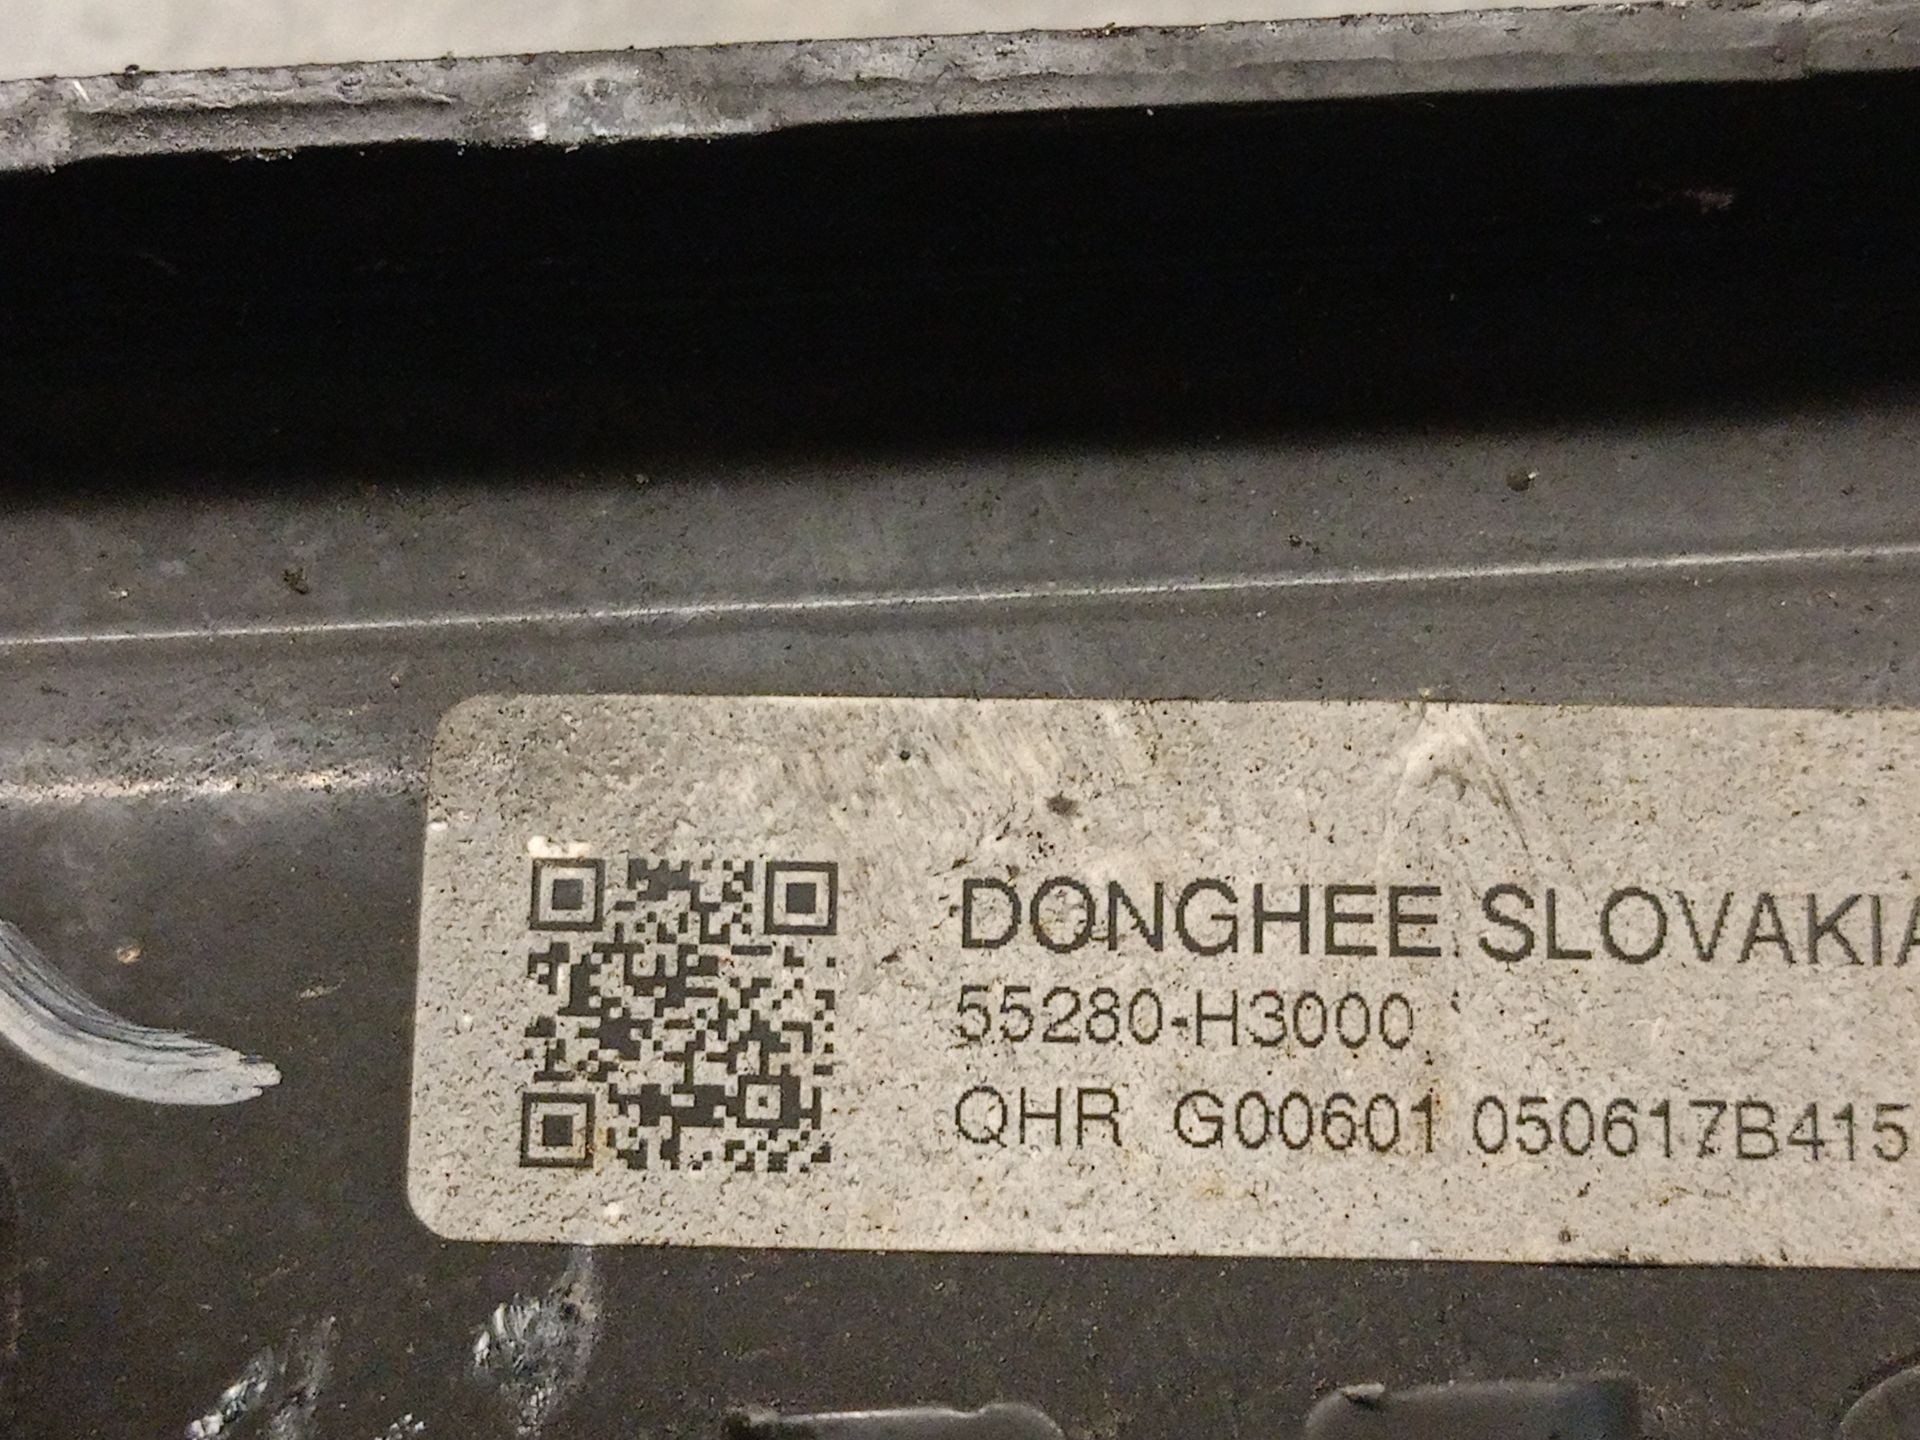 DONGHEE SLOVAKIA
55280-H3000
QHR G00601 050617B415